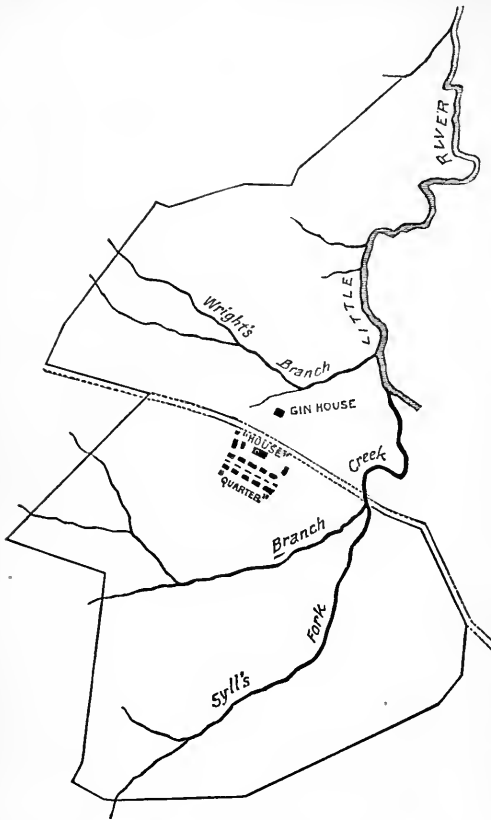 RIVER
LITTLE
Wright's
Branch
GIN HOUSE
"HOUSE"
QUARTER"
Creek
Branch
Fork
Syll's